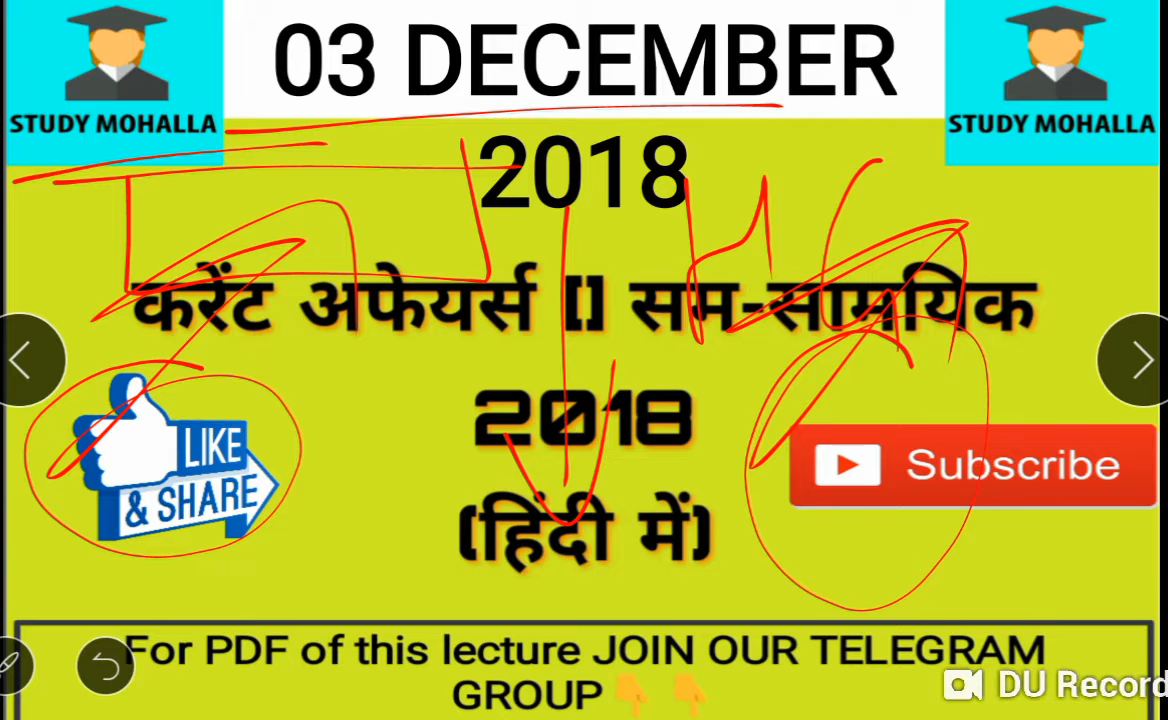 03 DECEMBER
STUDY MOHALLA
STUDY MOHALLA
2018
करेंट अफेयर्स [] सम-सामयिक
2018
LIKE
& SHARE
Subscribe
(हिंदी में)
For PDF of this lecture JOIN OUR TELEGRAM
GROUP👇 👇
DU Record